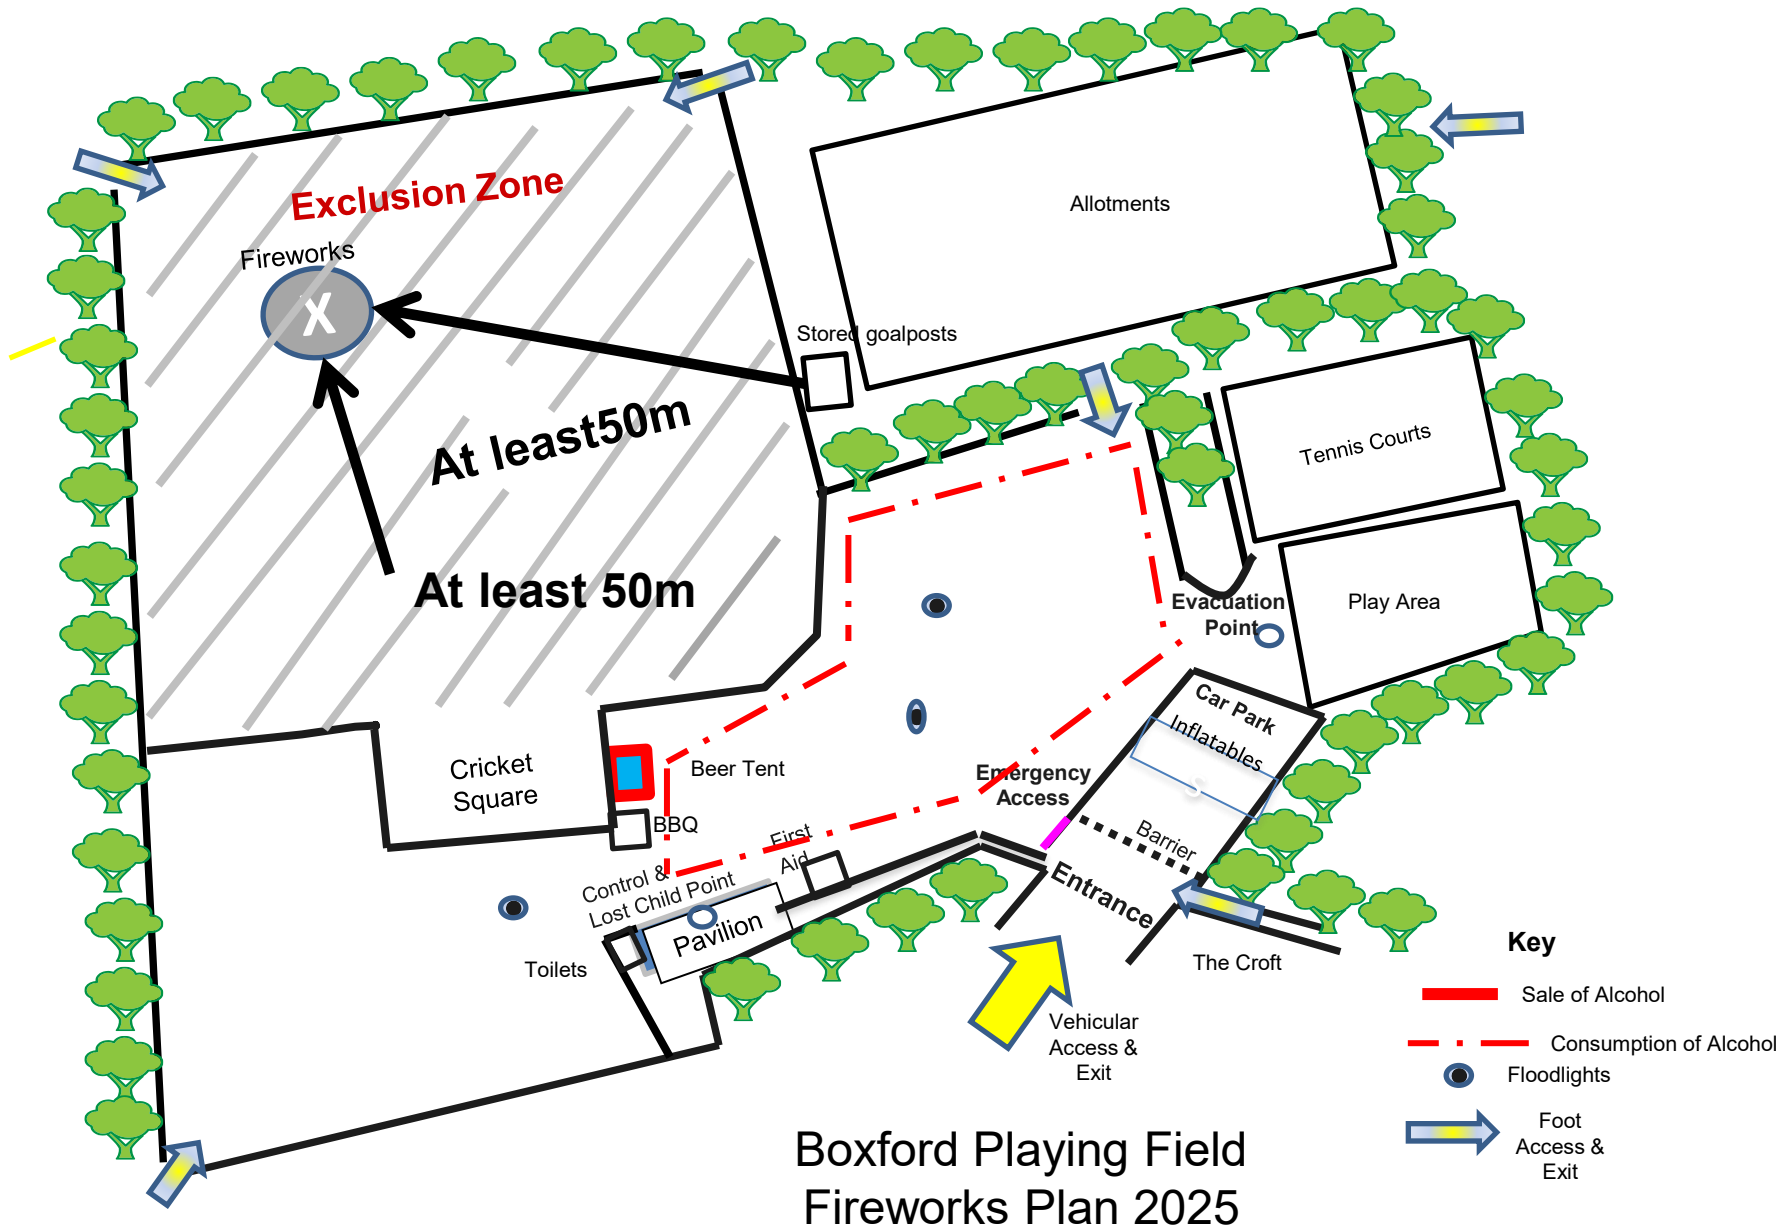 Exclusion Zone
Fireworks
X
Allotments
Stored goalposts
At least50m
Tennis Courts
At least 50m
Evacuation
Point
Play Area
Car Park
Inflatables
S
Cricket
Square
Beer Tent
Emergency
Access
BBQ
First
Aid
Barrier
Control &
Lost Child Point
Entrance
Pavilion
Toilets
The Croft
Vehicular
Access &
Exit
Key
Sale of Alcohol
Consumption of Alcohol
Floodlights
Foot
Access &
Exit
Boxford Playing Field
Fireworks Plan 2025